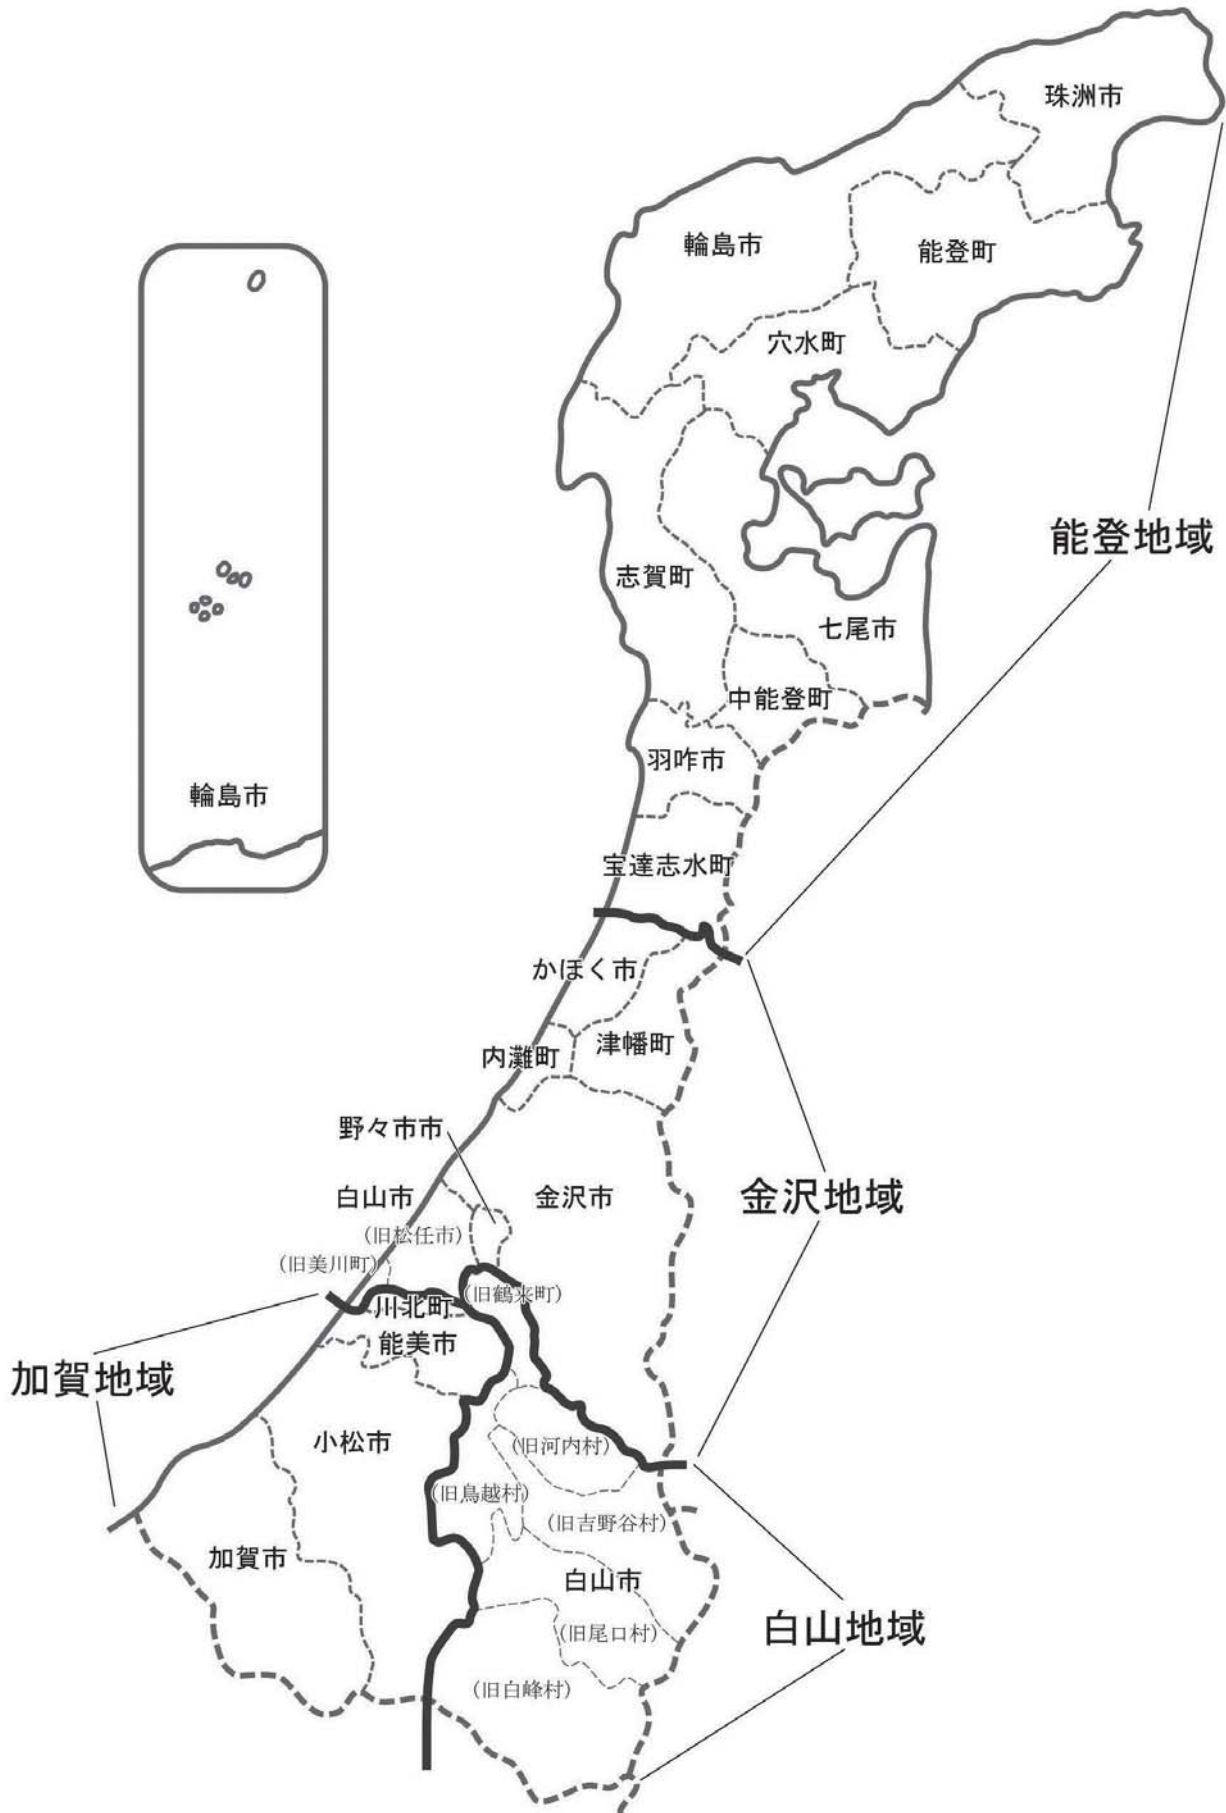 珠洲市
輪島市
能登町
穴水町
能登地域
志賀町
七尾市
中能登町
羽咋市
輪島市
宝達志水町
かほく市
津幡町
内灘町
野々市市
白山市
金沢市
金沢地域
(旧松任市)
(旧美川町)
(旧鶴来町)
川北町
能美市
加賀地域
小松市
(旧河内村)
(旧鳥越村)
(旧吉野谷村)
加賀市
白山市
(旧尾口村)
白山地域
(旧白峰村)